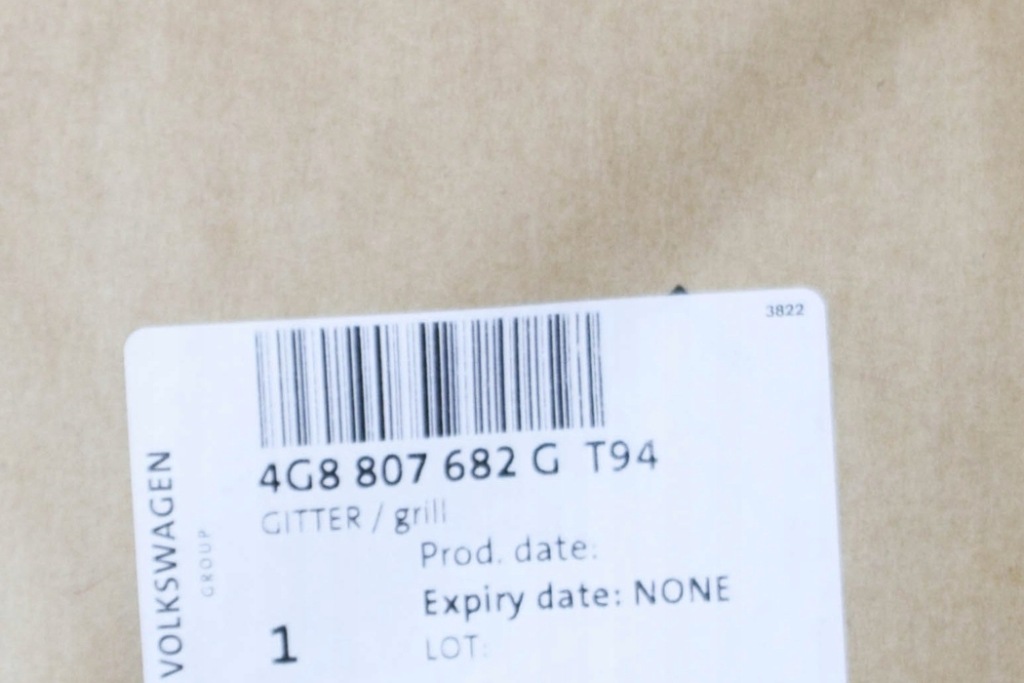 3822
4G8 807 682 G T94
GITTER / grill
Prod. date:
Expiry date: NONE
1
LOT:
VOLKSWAGEN
GROUP